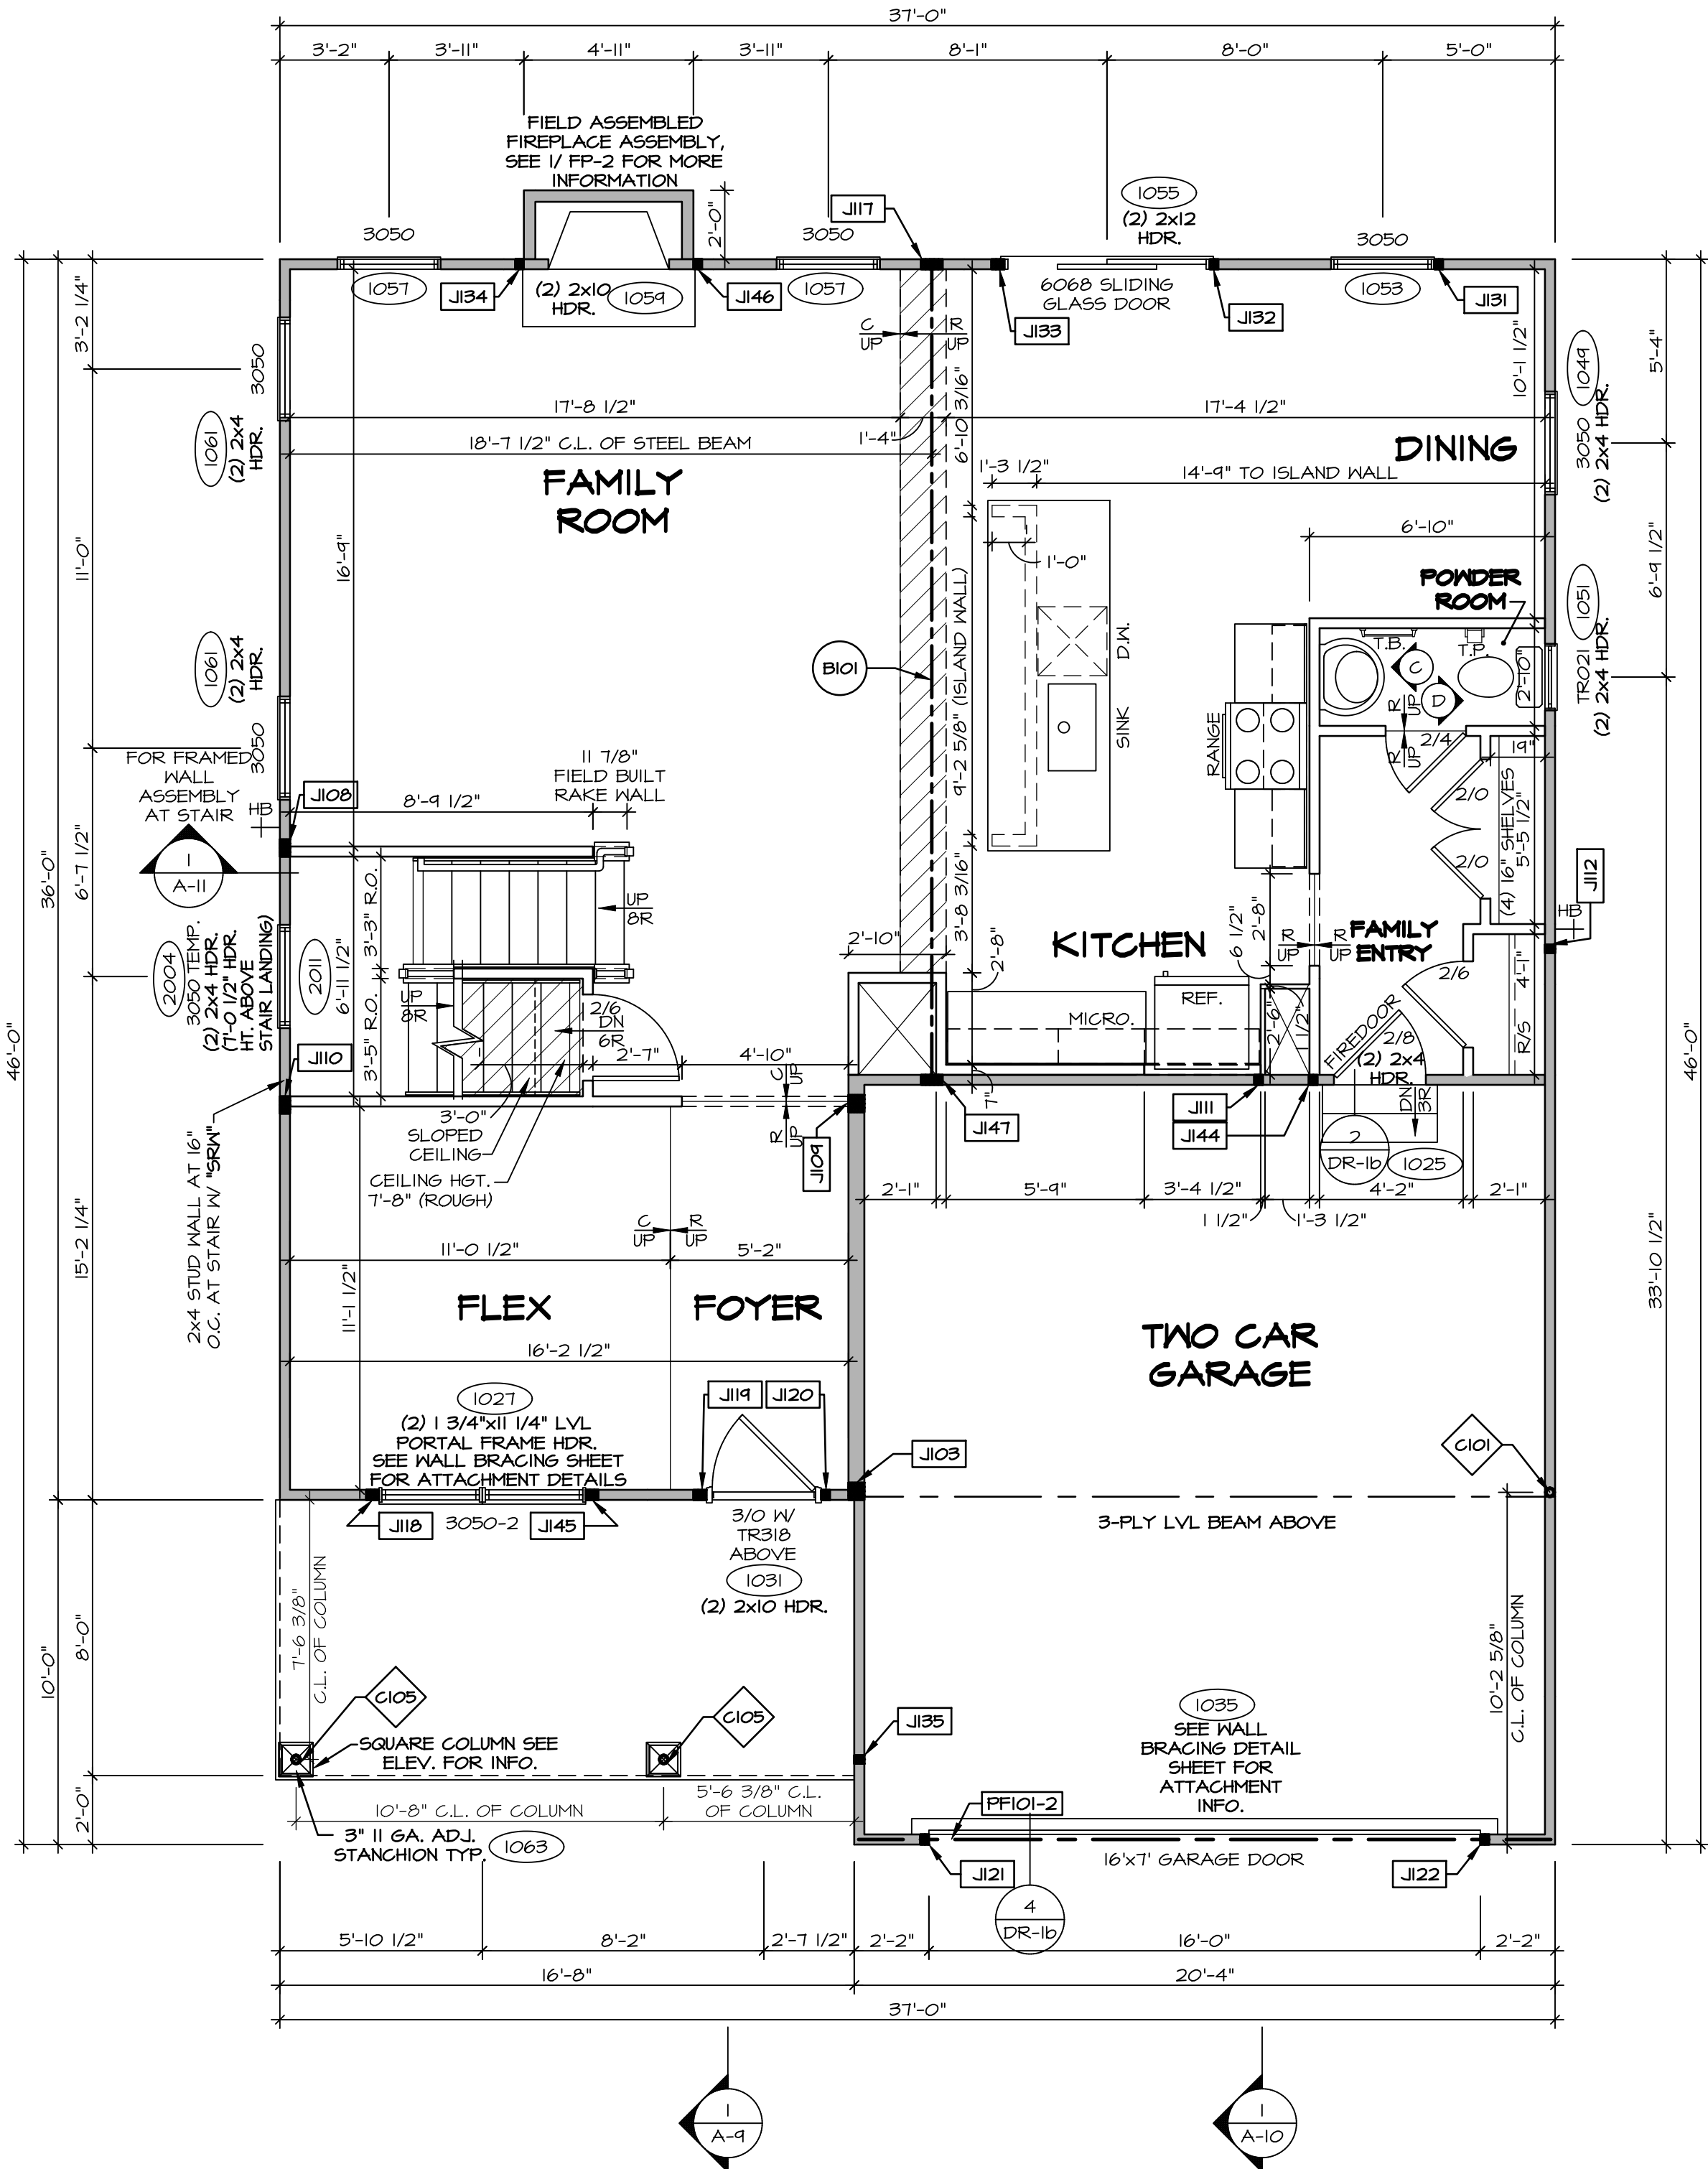 37'-0"
3'-2"
3'-11"
4'-11"
3'-11"
8'-1"
8'-0"
5'-0"
FIELD ASSEMBLED
FIREPLACE ASSEMBLY,
SEE 1/ FP-2 FOR MORE
INFORMATION
2'-0"
J117
1055
(2) 2x12
HDR.
3050
3050
3050
1057
J134
(2) 2x10
HDR.
1059
J146
1057
6068 SLIDING
GLASS DOOR
J133
J132
1053
J131
C
UP
R
UP
3'-2 1/4"
3050
1061
(2) 2x4
HDR.
17'-8 1/2"
1'-4"
17'-4 1/2"
18'-7 1/2" C.L. OF STEEL BEAM
6'-10 3/16"
10'-1 1/2"
1049
3050
(2) 2x4 HDR.
5'-4"
FAMILY
ROOM
DINING
1'-3 1/2"
14'-9" TO ISLAND WALL
6'-10"
1'-0"
16'-9"
11'-0"
POWDER
ROOM
1051
TR021
(2) 2x4 HDR.
6'-9 1/2"
1061
(2) 2x4
HDR.
3050
B101
9'-2 5/8" (ISLAND WALL)
D.W.
SINK
RANGE
T.B.
T.P.
C
D
2'-10"
R
UP
R
UP
2/4
19"
2/0
2/0
(4) 16" SHELVES
5'-5 1/2"
FOR FRAMED
WALL
ASSEMBLY
AT STAIR
HB
J108
1
A-11
8'-9 1/2"
11 7/8"
FIELD BUILT
RAKE WALL
36'-0"
46'-0"
6'-7 1/2"
3'-3" R.O.
6'-11 1/2"
3'-5" R.O.
UP
8R
UP
8R
2/6
DN
6R
2'-7"
4'-10"
2004
3050 TEMP.
(2) 2x4 HDR.
(7'-0 1/2" HDR.
HT. ABOVE
STAIR LANDING)
2011
J110
2'-10"
3'-8 3/16"
2'-8"
KITCHEN
6 1/2"
2'-8"
R
UP
R
UP
FAMILY
ENTRY
J112
HB
2/6
4'-1"
R/S
MICRO.
REF.
2'-6"
1/2"
FIREDOOR
2/8
(2) 2x4
HDR.
DN
3R
46'-0"
7"
C
UP
R
UP
J109
J147
J111
J144
2
DR-1b
1025
3'-0"
SLOPED
CEILING
CEILING HGT.
7'-8" (ROUGH)
2x4 STUD WALL AT 16"
O.C. AT STAIR W/ "SRW"
15'-2 1/4"
2'-1"
5'-9"
3'-4 1/2"
1 1/2"
1'-3 1/2"
4'-2"
2'-1"
C
UP
R
UP
11'-0 1/2"
5'-2"
11'-1 1/2"
FLEX
FOYER
TWO CAR
GARAGE
33'-10 1/2"
16'-2 1/2"
1027
(2) 1 3/4"x11 1/4" LVL
PORTAL FRAME HDR.
SEE WALL BRACING SHEET
FOR ATTACHMENT DETAILS
J119
J120
J103
C101
J118
3050-2
J145
3/0 W/
TR318
ABOVE
1031
(2) 2x10 HDR.
3-PLY LVL BEAM ABOVE
10'-0"
8'-0"
2'-0"
7'-6 3/8"
C.L. OF COLUMN
C105
C105
SQUARE COLUMN SEE
ELEV. FOR INFO.
J135
1035
SEE WALL
BRACING DETAIL
SHEET FOR
ATTACHMENT
INFO.
10'-2 5/8"
C.L. OF COLUMN
10'-8" C.L. OF COLUMN
5'-6 3/8" C.L.
OF COLUMN
3" 11 GA. ADJ.
STANCHION TYP.
1063
PF101-2
J121
16'x7' GARAGE DOOR
J122
4
DR-1b
5'-10 1/2"
8'-2"
2'-7 1/2"
2'-2"
16'-0"
2'-2"
16'-8"
20'-4"
37'-0"
1
A-9
1
A-10